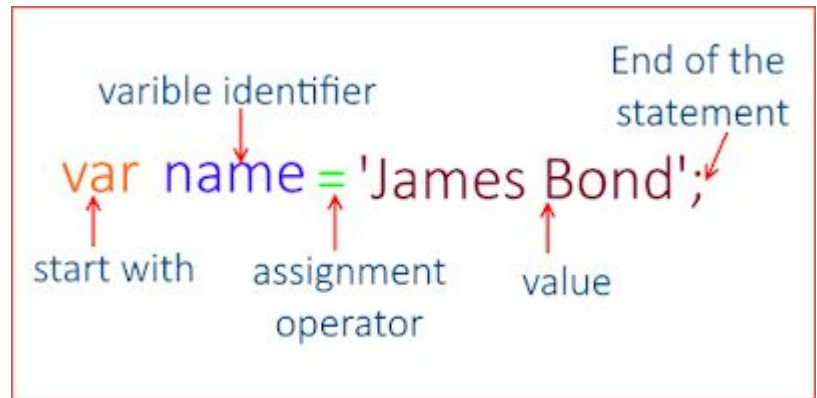 End of the
statement
varible identifier
var name = 'James Bond';
start with
assignment
operator
value